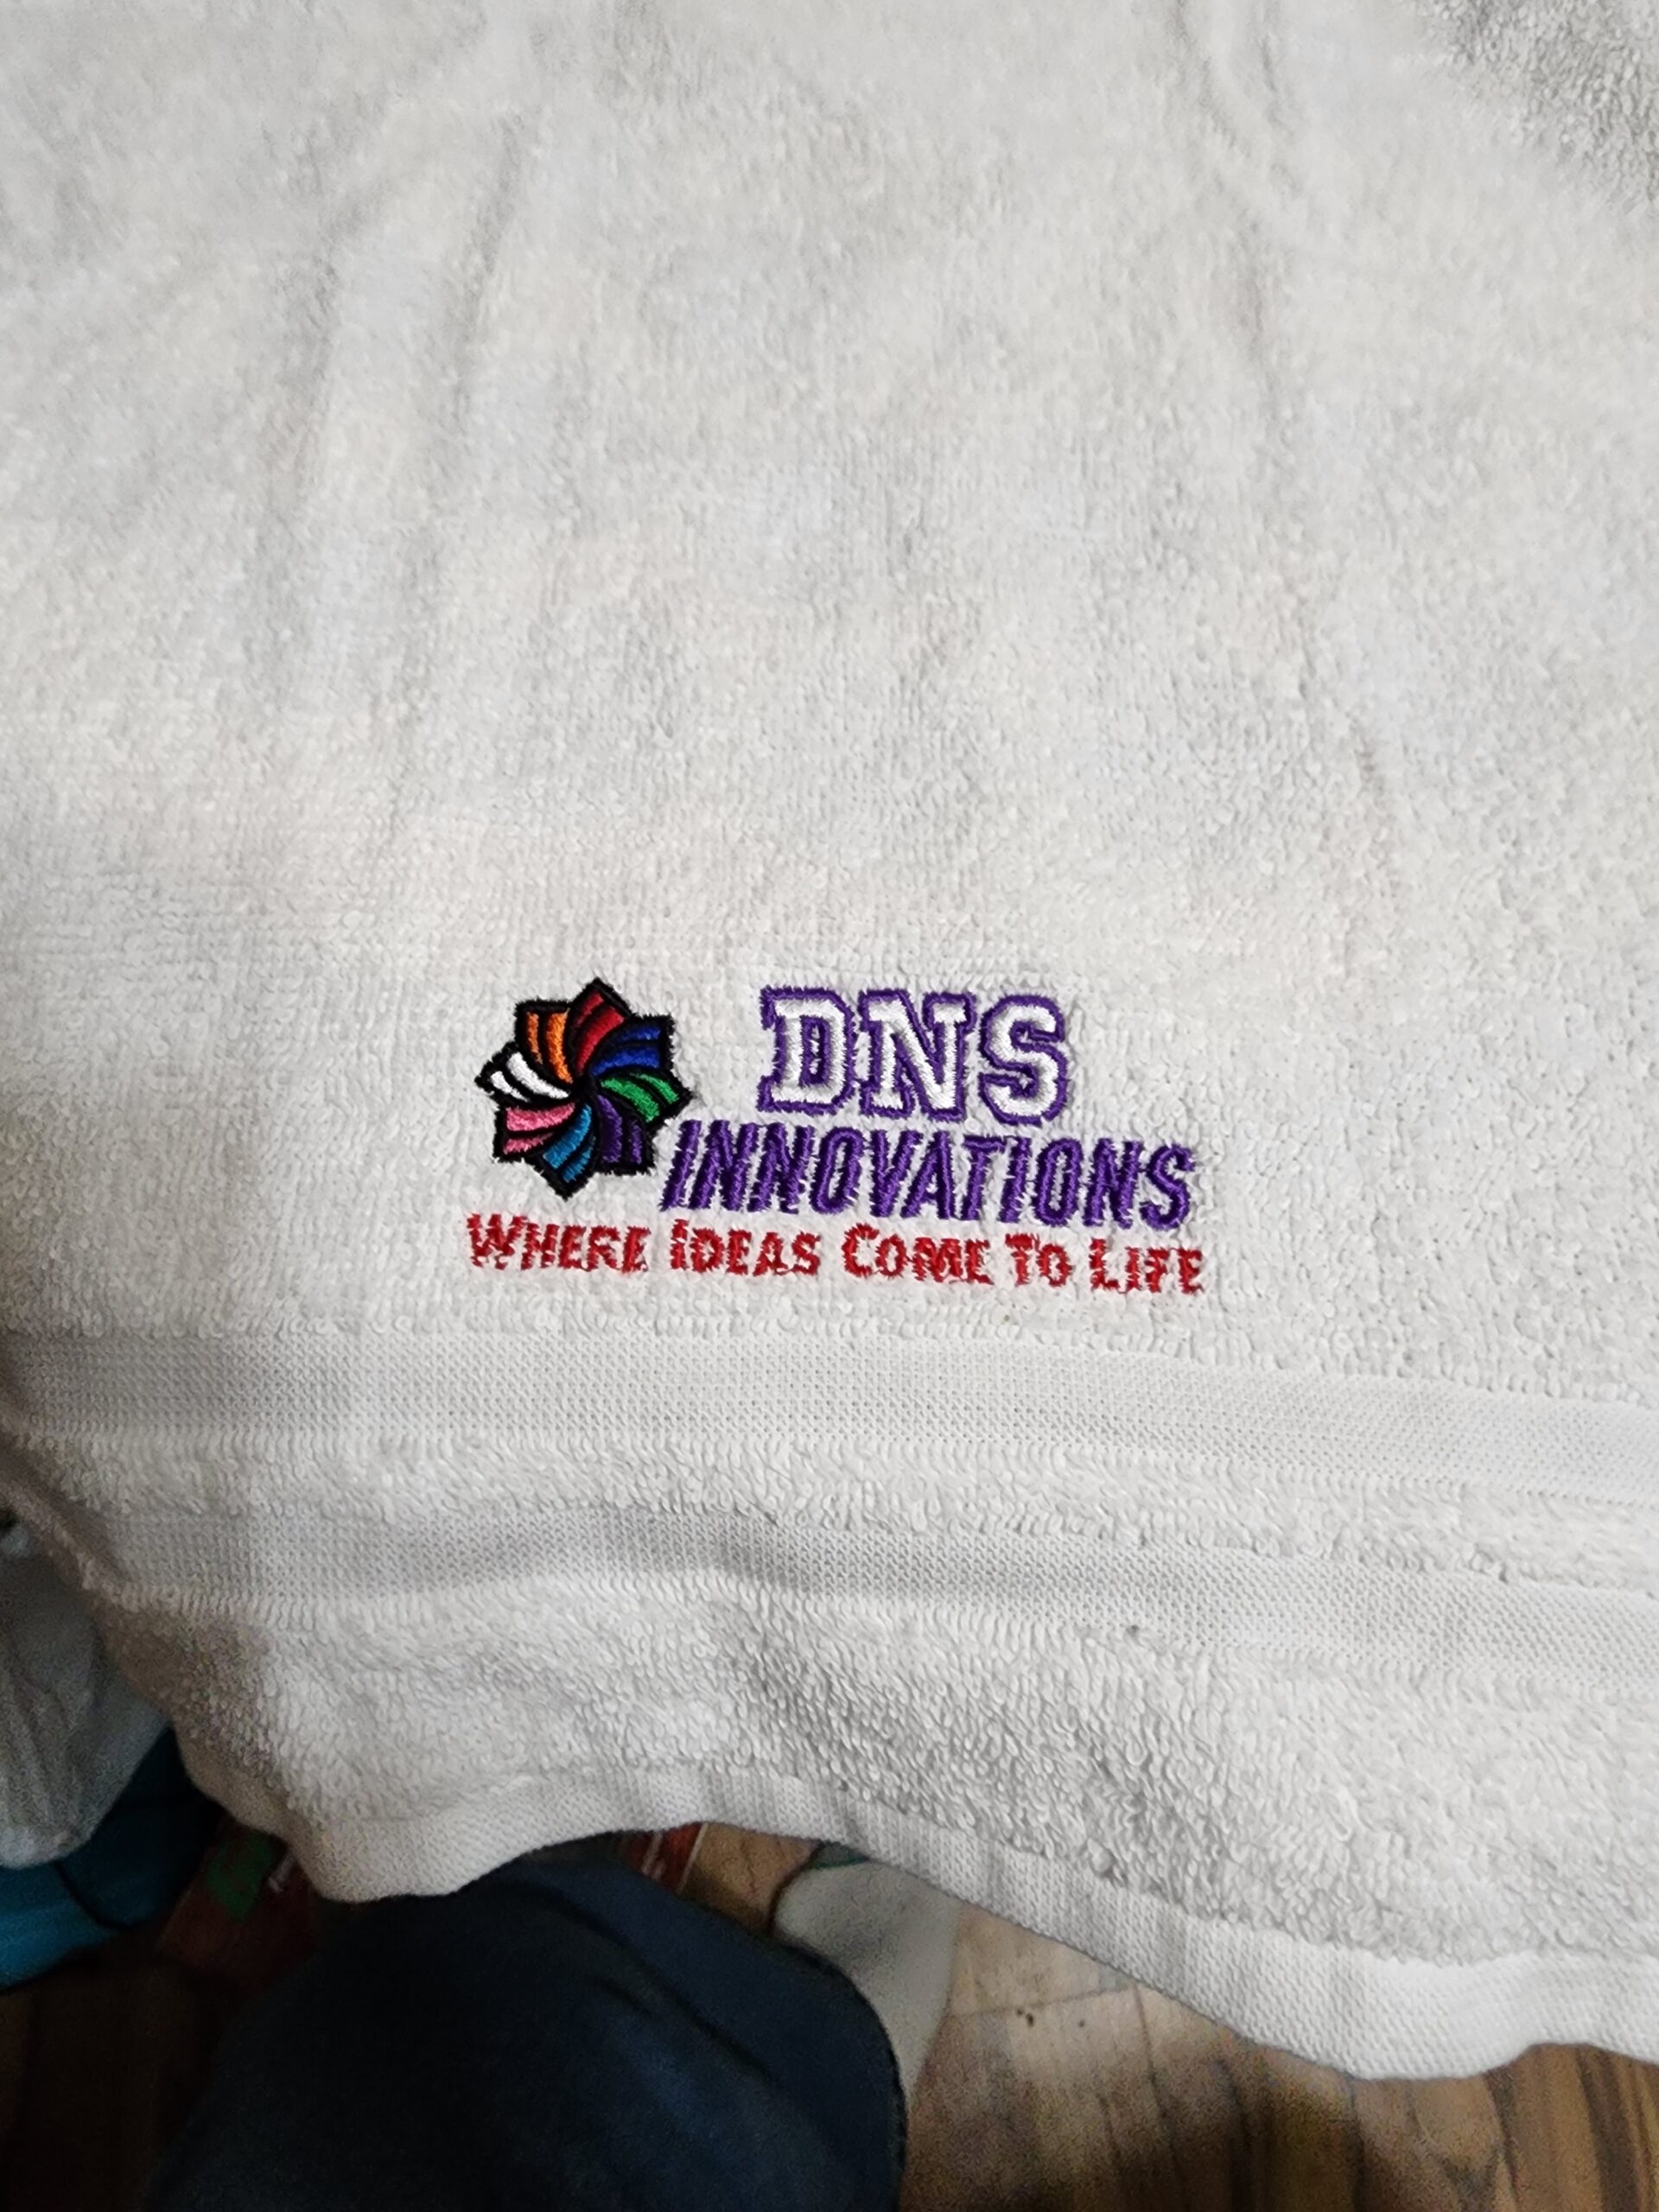 DNS
INNOVATIONS
WHERE IDEAS COME TO LIFE